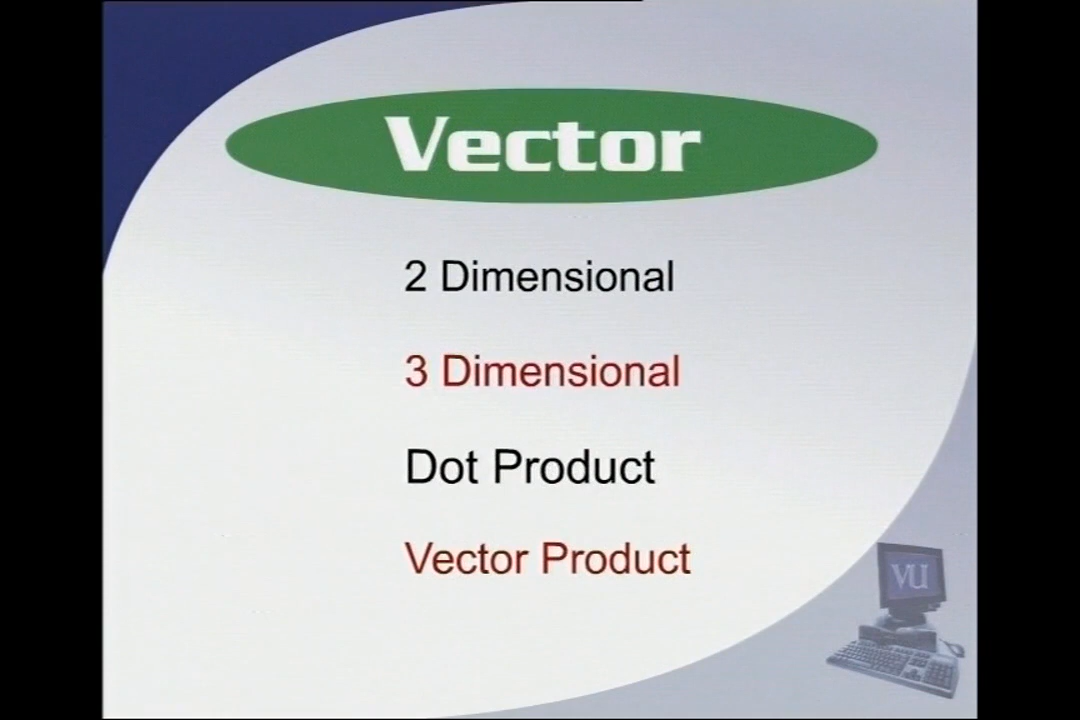 Vector
2 Dimensional
3 Dimensional
Dot Product
Vector Product
VU